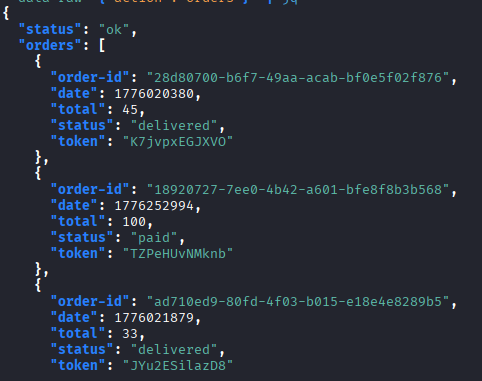 {
"status": "ok",
"orders": [
{
"order-id": "28d80700-b6f7-49aa-acab-bf0e5f02f876",
"date": 1776020380,
"total": 45,
"status": "delivered",
"token": "K7jvpxEGJXVO"
},
{
"order-id": "18920727-7ee0-4b42-a601-bfe8f8b3b568",
"date": 1776252994,
"total": 100,
"status": "paid",
"token": "TZPeHUvNMknb"
},
{
"order-id": "ad710ed9-80fd-4f03-b015-e18e4e8289b5",
"date": 1776021879,
"total": 33,
"status": "delivered",
"token": "JYu2ESilazD8"